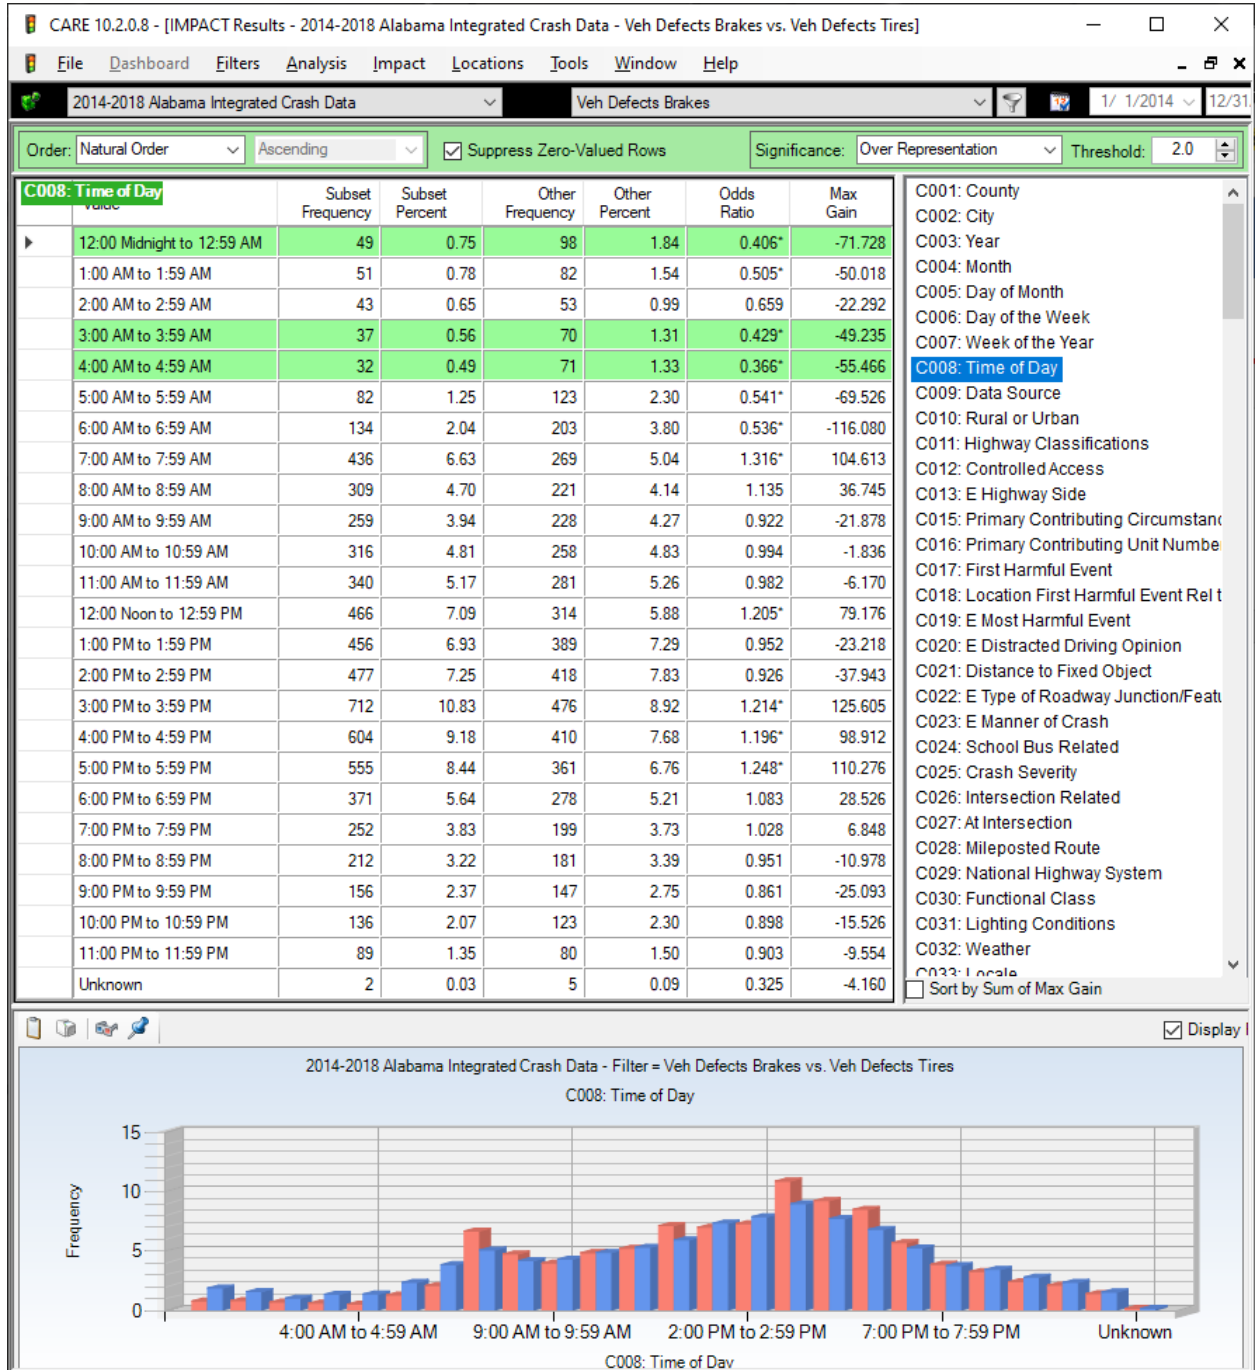 CARE 10.2.0.8 - [IMPACT Results - 2014-2018 Alabama Integrated Crash Data - Veh Defects Brakes vs. Veh Defects Tires]
File Dashboard Filters Analysis Impact Locations Tools Window Help
2014-2018 Alabama Integrated Crash Data Veh Defects Brakes 1/ 1/2014 12/31
Order: Natural Order Ascending Suppress Zero-Valued Rows Significance: Over Representation Threshold: 2.0
C008: Time of Day
Subset Frequency Subset Percent Other Frequency Other Percent Odds Ratio Max Gain
12:00 Midnight to 12:59 AM 49 0.75 98 1.84 0.406* -71.728
1:00 AM to 1:59 AM 51 0.78 82 1.54 0.505* -50.018
2:00 AM to 2:59 AM 43 0.65 53 0.99 0.659 -22.292
3:00 AM to 3:59 AM 37 0.56 70 1.31 0.429* -49.235
4:00 AM to 4:59 AM 32 0.49 71 1.33 0.366* -55.466
5:00 AM to 5:59 AM 82 1.25 123 2.30 0.541* -69.526
6:00 AM to 6:59 AM 134 2.04 203 3.80 0.536* -116.080
7:00 AM to 7:59 AM 436 6.63 269 5.04 1.316* 104.613
8:00 AM to 8:59 AM 309 4.70 221 4.14 1.135 36.745
9:00 AM to 9:59 AM 259 3.94 228 4.27 0.922 -21.878
10:00 AM to 10:59 AM 316 4.81 258 4.83 0.994 -1.836
11:00 AM to 11:59 AM 340 5.17 281 5.26 0.982 -6.170
12:00 Noon to 12:59 PM 466 7.09 314 5.88 1.205* 79.176
1:00 PM to 1:59 PM 456 6.93 389 7.29 0.952 -23.218
2:00 PM to 2:59 PM 477 7.25 418 7.83 0.926 -37.943
3:00 PM to 3:59 PM 712 10.83 476 8.92 1.214* 125.605
4:00 PM to 4:59 PM 604 9.18 410 7.68 1.196* 98.912
5:00 PM to 5:59 PM 555 8.44 361 6.76 1.248* 110.276
6:00 PM to 6:59 PM 371 5.64 278 5.21 1.083 28.526
7:00 PM to 7:59 PM 252 3.83 199 3.73 1.028 6.848
8:00 PM to 8:59 PM 212 3.22 181 3.39 0.951 -10.978
9:00 PM to 9:59 PM 156 2.37 147 2.75 0.861 -25.093
10:00 PM to 10:59 PM 136 2.07 123 2.30 0.898 -15.526
11:00 PM to 11:59 PM 89 1.35 80 1.50 0.903 -9.554
Unknown 2 0.03 5 0.09 0.325 -4.160
C001: County
C002: City
C003: Year
C004: Month
C005: Day of Month
C006: Day of the Week
C007: Week of the Year
C008: Time of Day
C009: Data Source
C010: Rural or Urban
C011: Highway Classifications
C012: Controlled Access
C013: E Highway Side
C015: Primary Contributing Circumstanc
C016: Primary Contributing Unit Number
C017: First Harmful Event
C018: Location First Harmful Event Rel t
C019: E Most Harmful Event
C020: E Distracted Driving Opinion
C021: Distance to Fixed Object
C022: E Type of Roadway Junction/Featu
C023: E Manner of Crash
C024: School Bus Related
C025: Crash Severity
C026: Intersection Related
C027: At Intersection
C028: Mileposted Route
C029: National Highway System
C030: Functional Class
C031: Lighting Conditions
C032: Weather
C033: Locale
Sort by Sum of Max Gain
Display
2014-2018 Alabama Integrated Crash Data - Filter = Veh Defects Brakes vs. Veh Defects Tires
C008: Time of Day
Frequency
15
10
5
0
4:00 AM to 4:59 AM 9:00 AM to 9:59 AM 2:00 PM to 2:59 PM 7:00 PM to 7:59 PM Unknown
C008: Time of Day